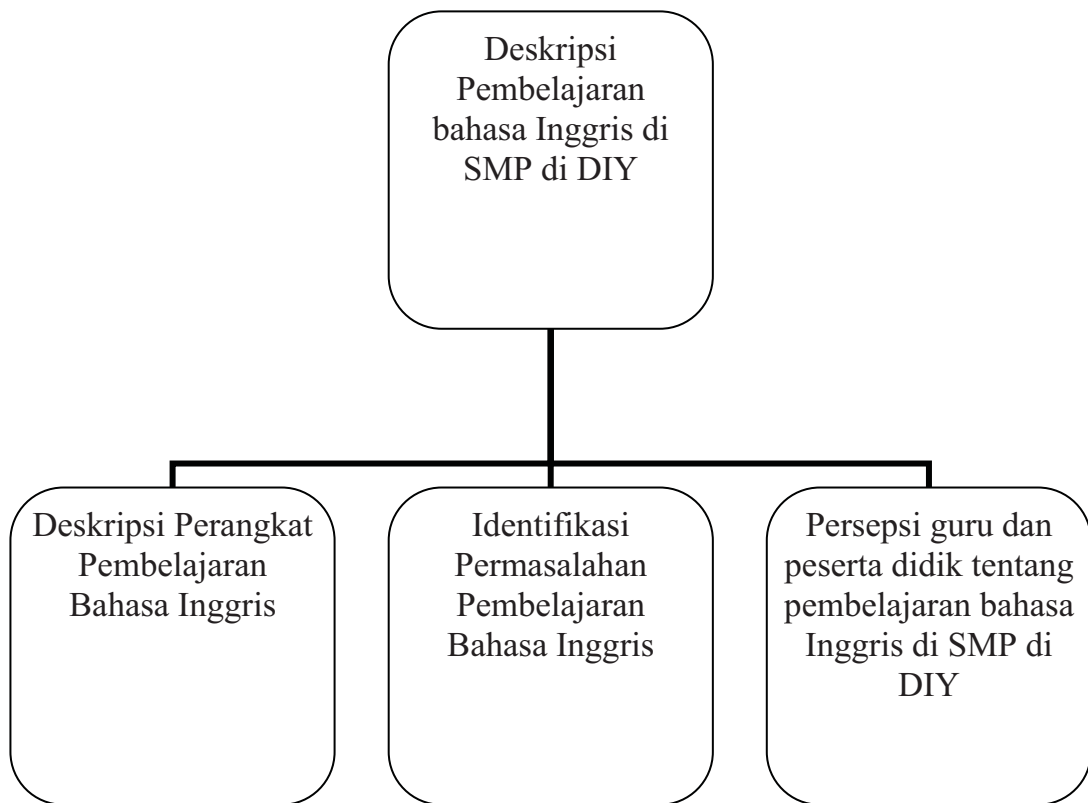 Deskripsi
Pembelajaran
bahasa Inggris di
SMP di DIY
Deskripsi Perangkat
Pembelajaran
Bahasa Inggris
Identifikasi
Permasalahan
Pembelajaran
Bahasa Inggris
Persepsi guru dan
peserta didik tentang
pembelajaran bahasa
Inggris di SMP di
DIY